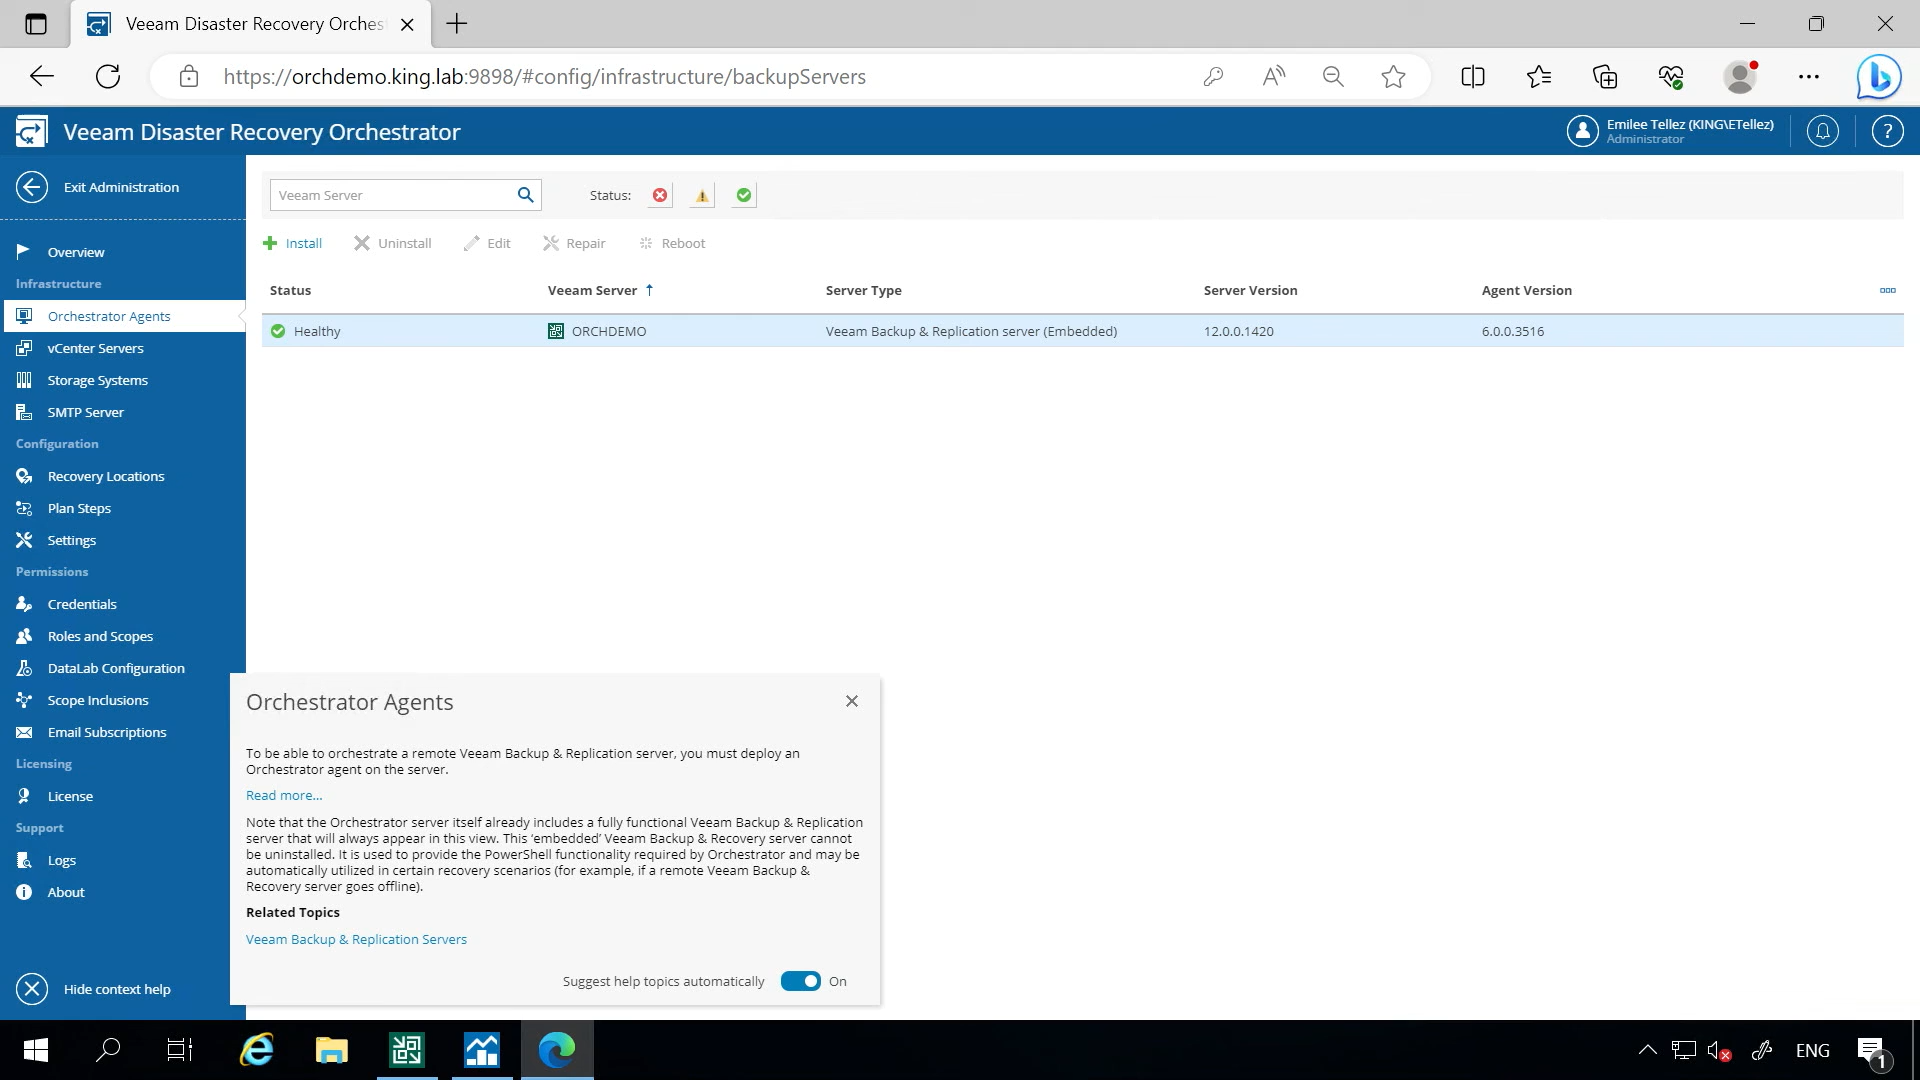 Veeam Disaster Recovery Orches
https://orchdemo.king.lab:9898/#config/infrastructure/backupServers
Veeam Disaster Recovery Orchestrator
Emilee Tellez (KING\ETellez)
Administrator
Exit Administration
Veeam Server
Status:
Install
Uninstall
Edit
Repair
Reboot
Overview
Infrastructure
Orchestrator Agents
vCenter Servers
Storage Systems
SMTP Server
Configuration
Recovery Locations
Plan Steps
Settings
Permissions
Credentials
Roles and Scopes
DataLab Configuration
Scope Inclusions
Email Subscriptions
Licensing
License
Support
Logs
About
Hide context help
Status Veeam Server Server Type Server Version Agent Version
Healthy ORCHDEMO Veeam Backup & Replication server (Embedded) 12.0.0.1420 6.0.0.3516
Orchestrator Agents
To be able to orchestrate a remote Veeam Backup & Replication server, you must deploy an
Orchestrator agent on the server.
Read more...
Note that the Orchestrator server itself already includes a fully functional Veeam Backup & Replication
server that will always appear in this view. This ‘embedded’ Veeam Backup & Recovery server cannot
be uninstalled. It is used to provide the PowerShell functionality required by Orchestrator and may be
automatically utilized in certain recovery scenarios (for example, if a remote Veeam Backup &
Recovery server goes offline).
Related Topics
Veeam Backup & Replication Servers
Suggest help topics automatically On
ENG
1